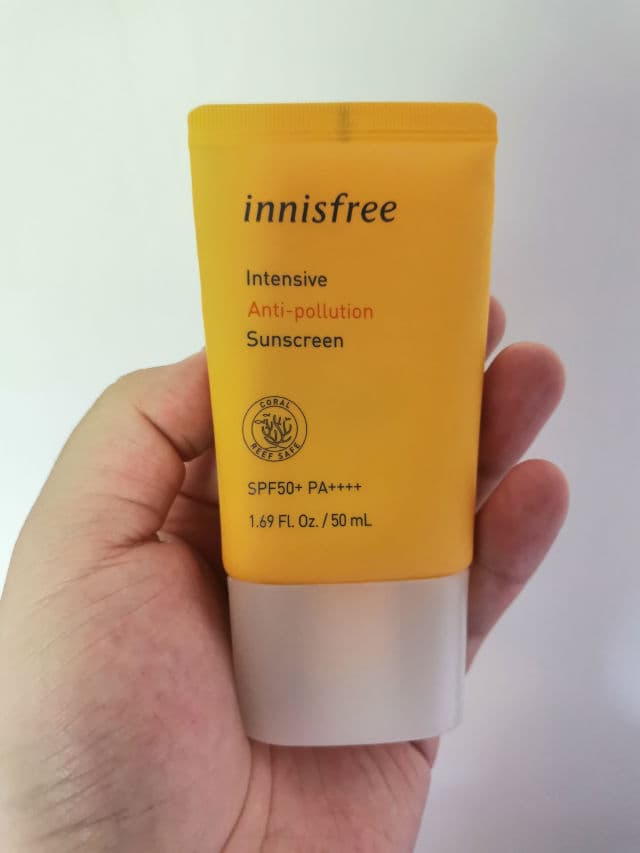 innisfree
Intensive
Anti-pollution
Sunscreen
CORAL
REEF SAFE
SPF50+ PA++++
1.69 Fl. Oz. / 50 mL